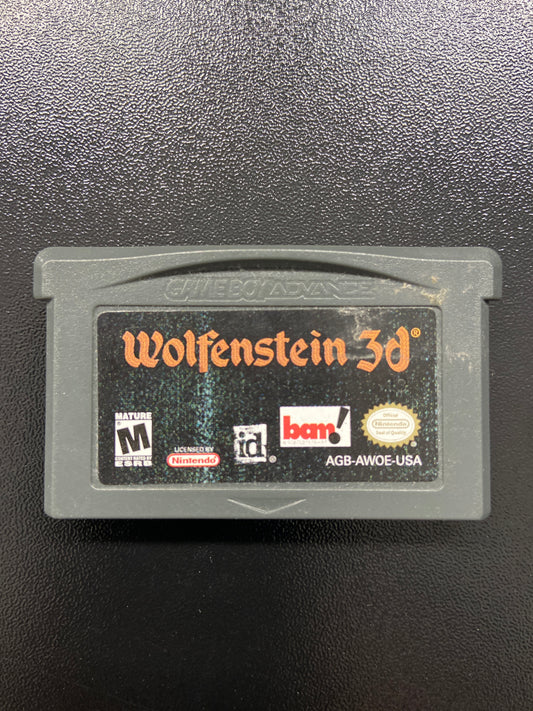 GAME BOY ADVANCE
Wolfenstein 3d®
MATURE
M
CONTENT RATED BY
ESRB
LICENSED BY
Nintendo
id®
bam!
Official
Nintendo
Seal of Quality
AGB-AWOE-USA